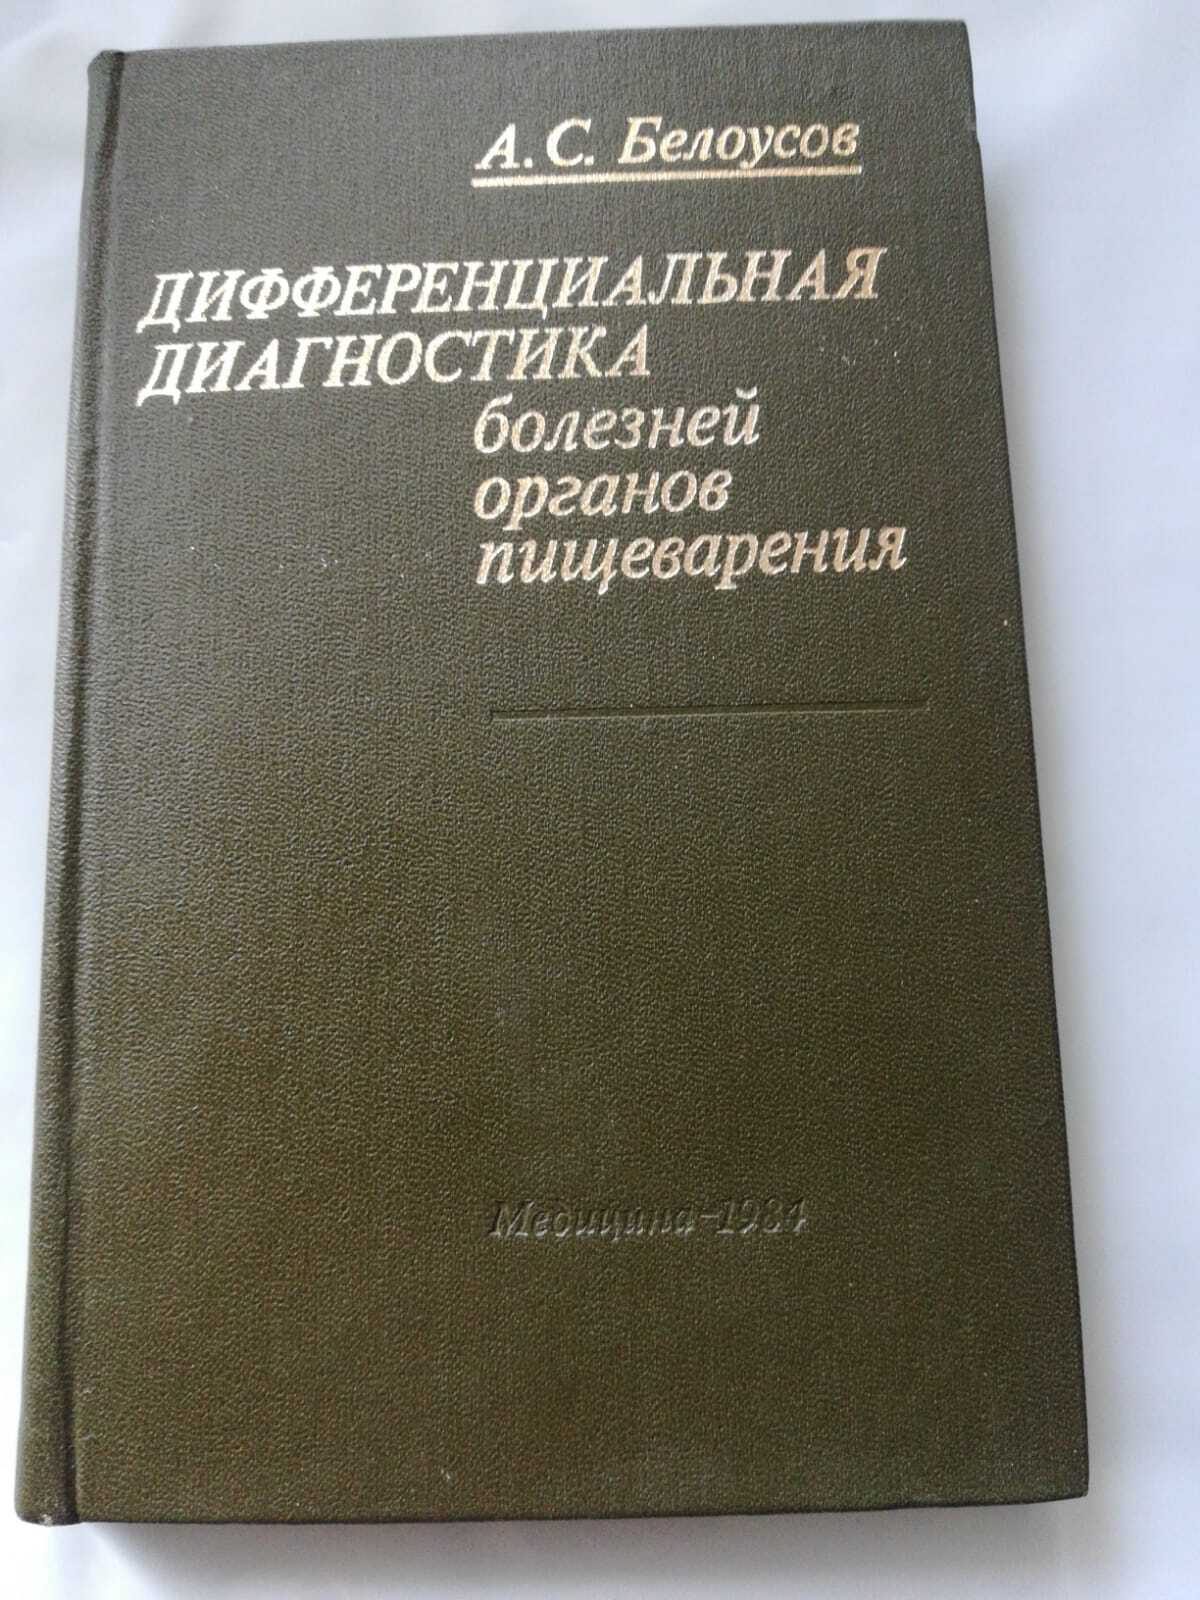 А. С. Белоусов
ДИФФЕРЕНЦИАЛЬНАЯ
ДИАГНОСТИКА
болезней
органов
пищеварения
Медицина-1984